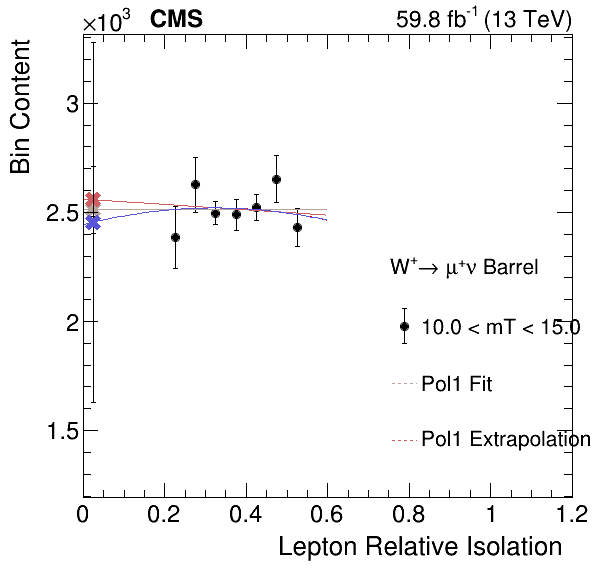 ×10³ CMS 59.8 fb⁻¹ (13 TeV)
Bin Content
3
2.5
2
1.5
W⁺→ μ⁺ν Barrel
10.0 < mT < 15.0
Pol1 Fit
Pol1 Extrapolation
0 0.2 0.4 0.6 0.8 1 1.2
Lepton Relative Isolation